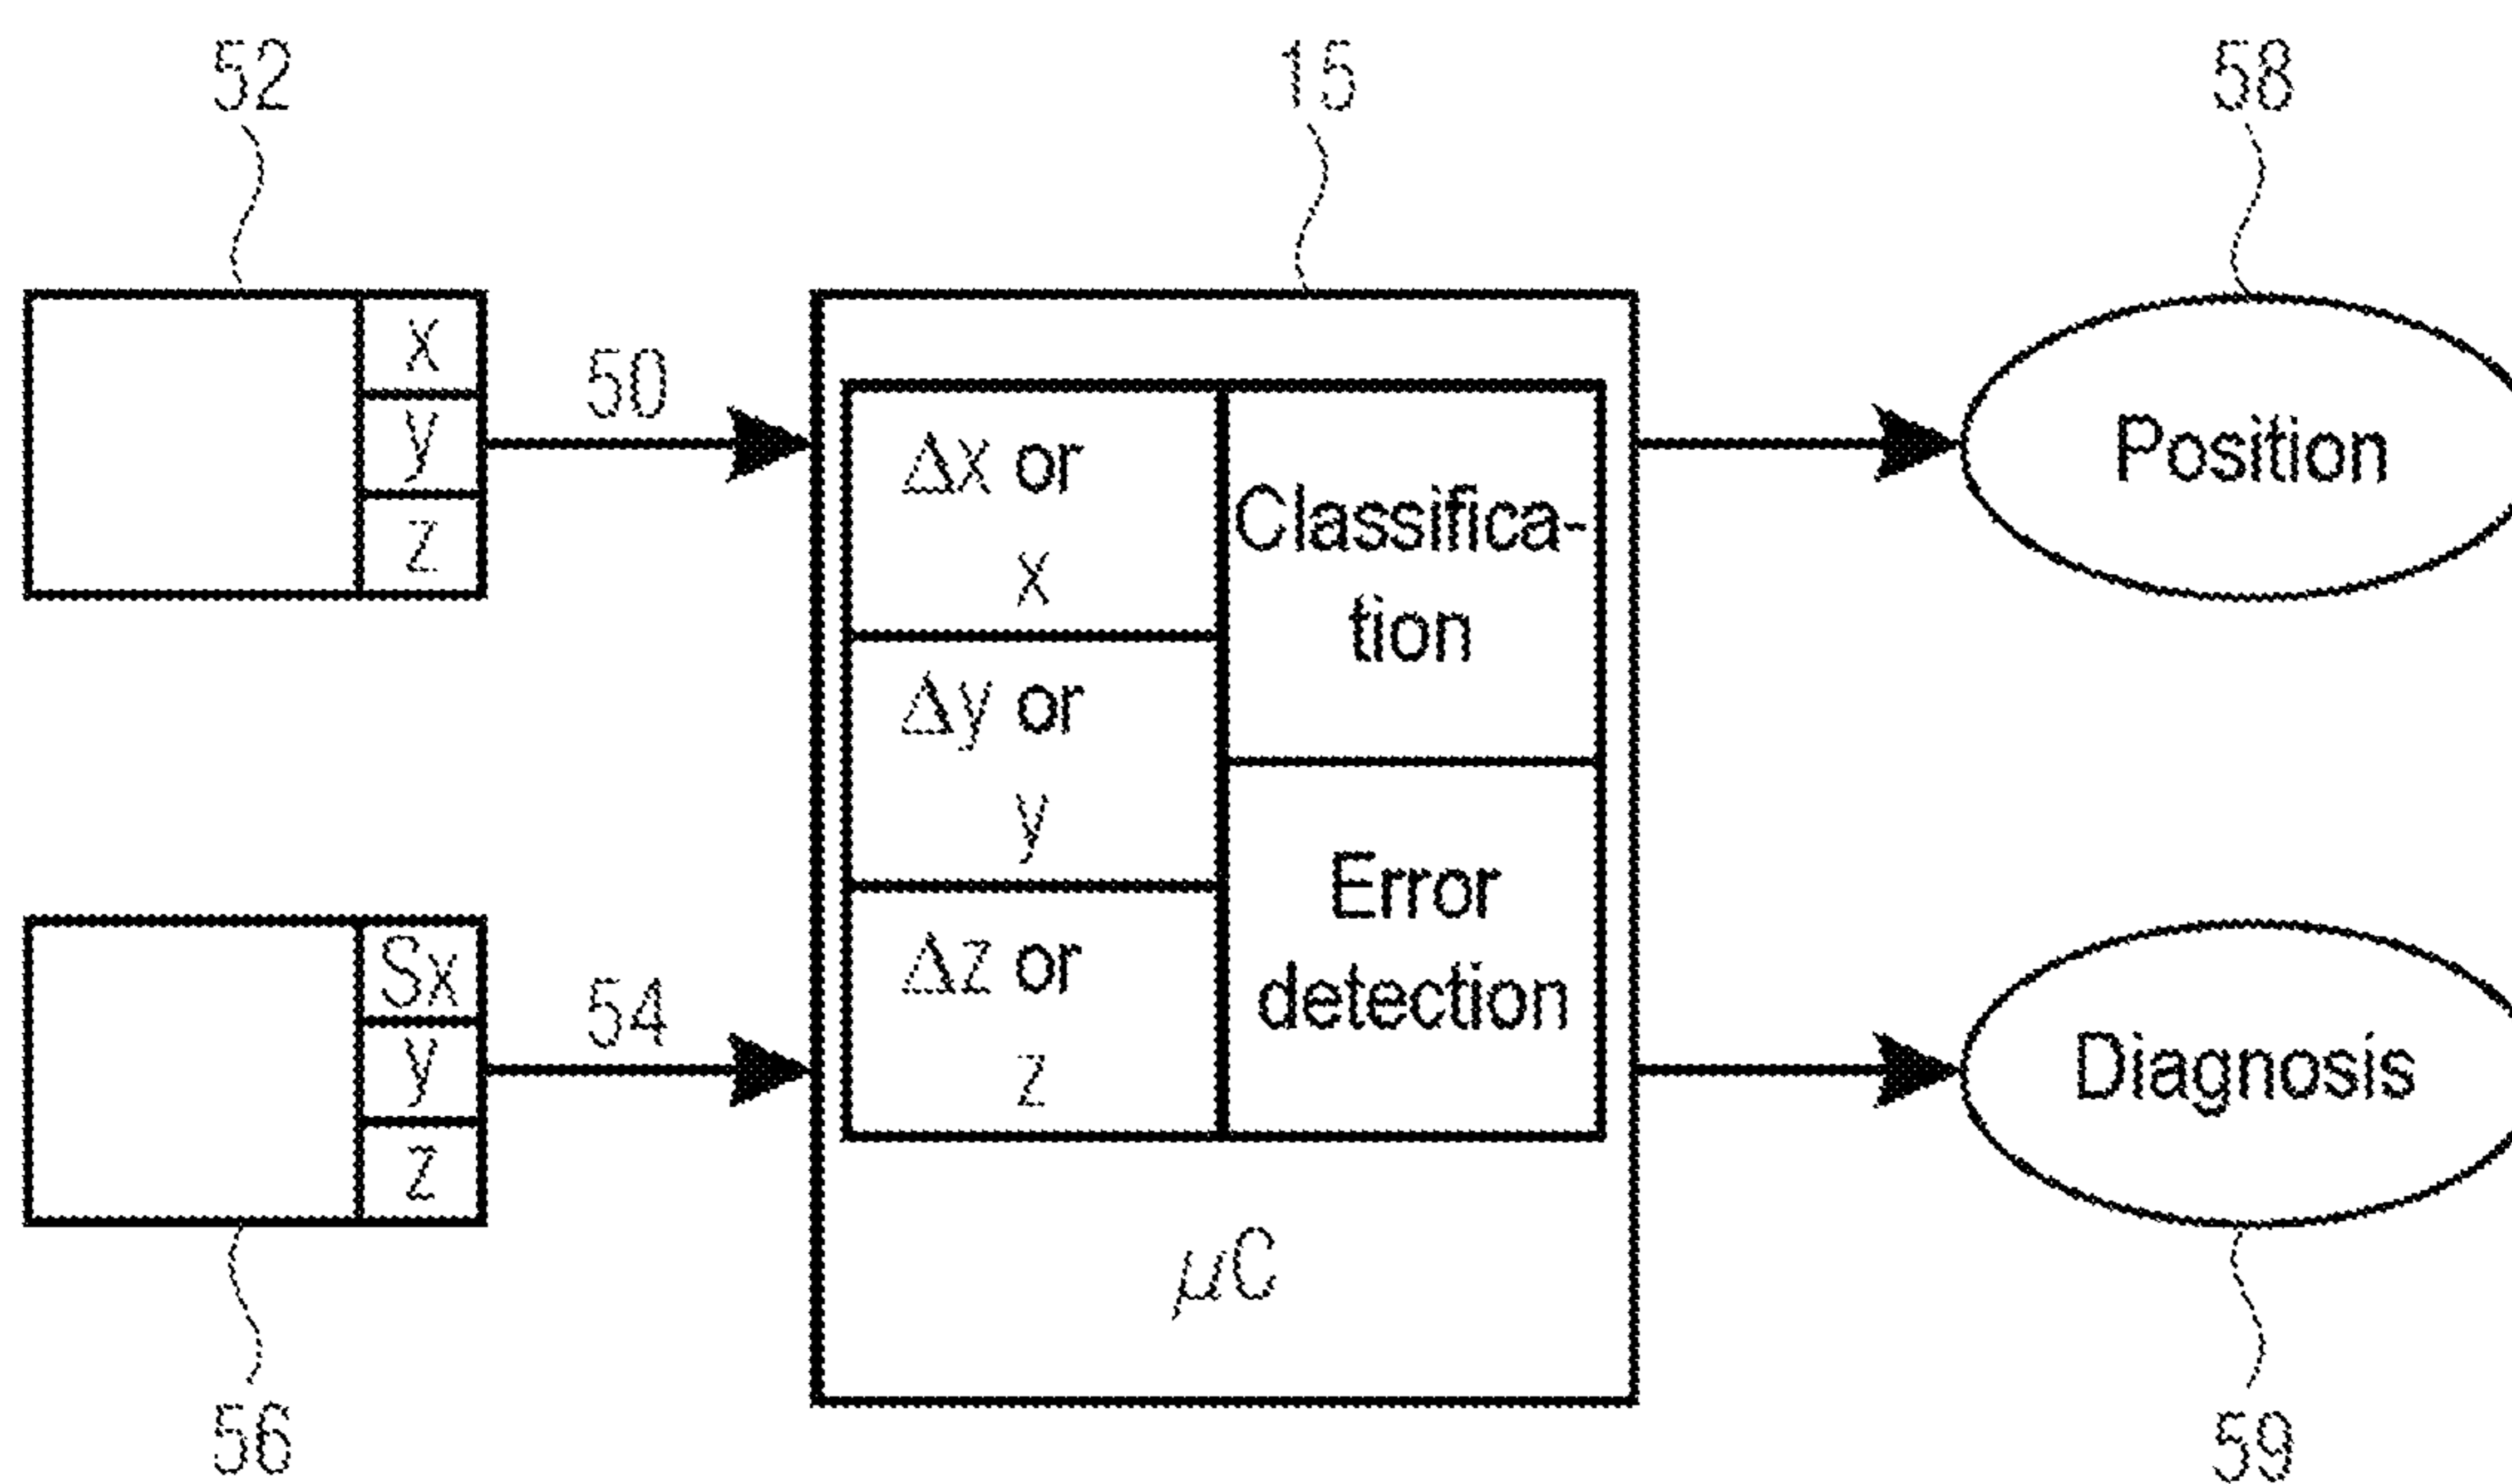 52
15
58
x
y
z
50
Δx or
x
Δy or
y
Δz or
z
Classifica-
tion
Error
detection
Position
Sx
y
z
54
Diagnosis
μC
56
59